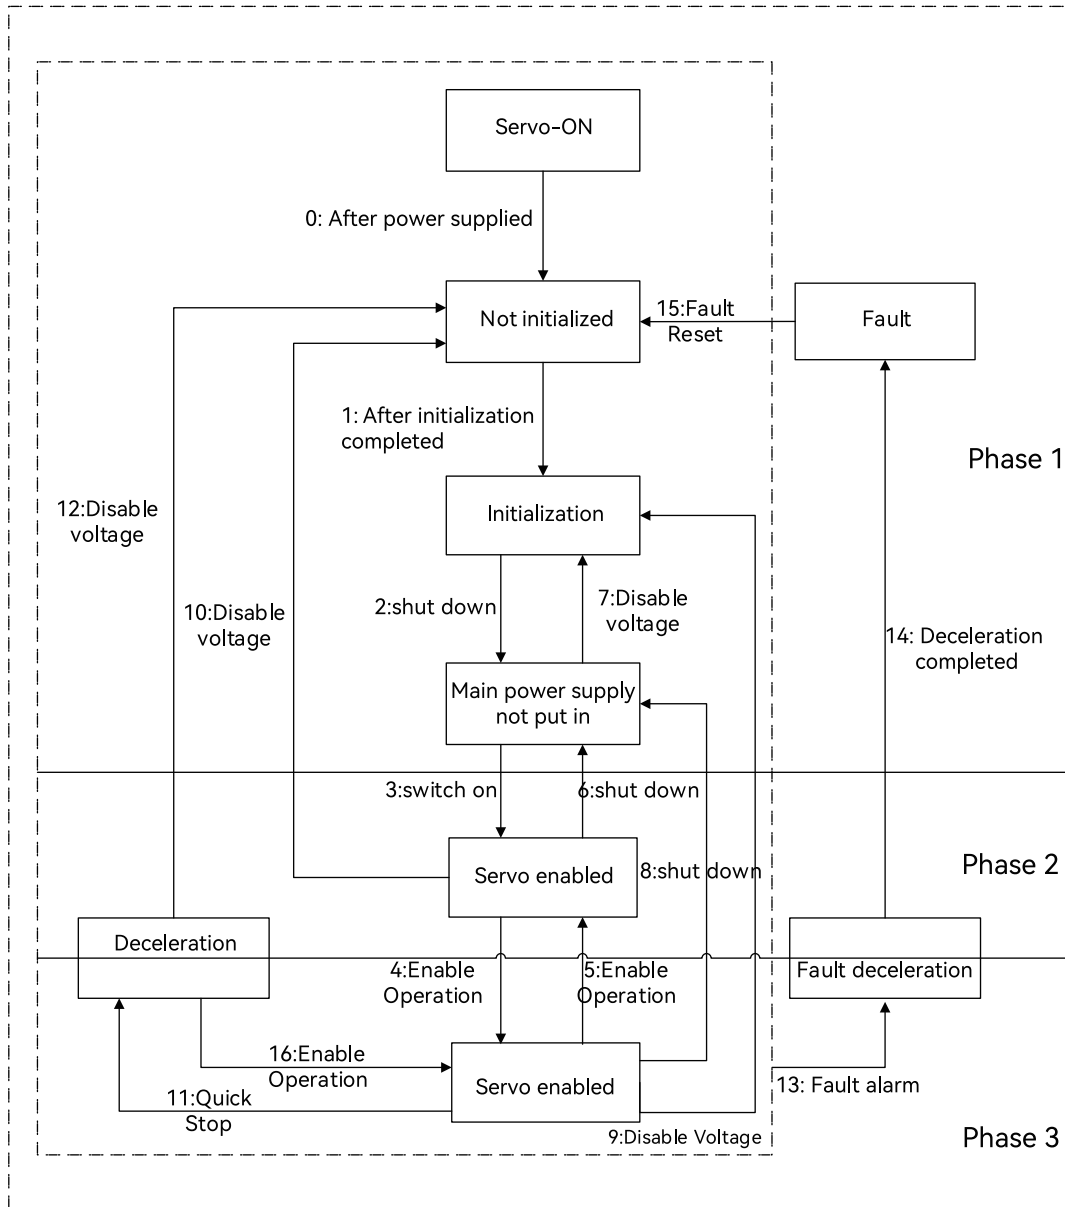 Servo-ON
0: After power supplied
Not initialized
15:Fault
Reset
Fault
1: After initialization
completed
Phase 1
12:Disable
voltage
Initialization
10:Disable
voltage
2:shut down
7:Disable
voltage
14: Deceleration
completed
Main power supply
not put in
3:switch on
6:shut down
Servo enabled
8:shut down
Phase 2
Deceleration
4:Enable
Operation
5:Enable
Operation
Fault deceleration
16:Enable
Operation
Servo enabled
13: Fault alarm
11:Quick
Stop
9:Disable Voltage
Phase 3